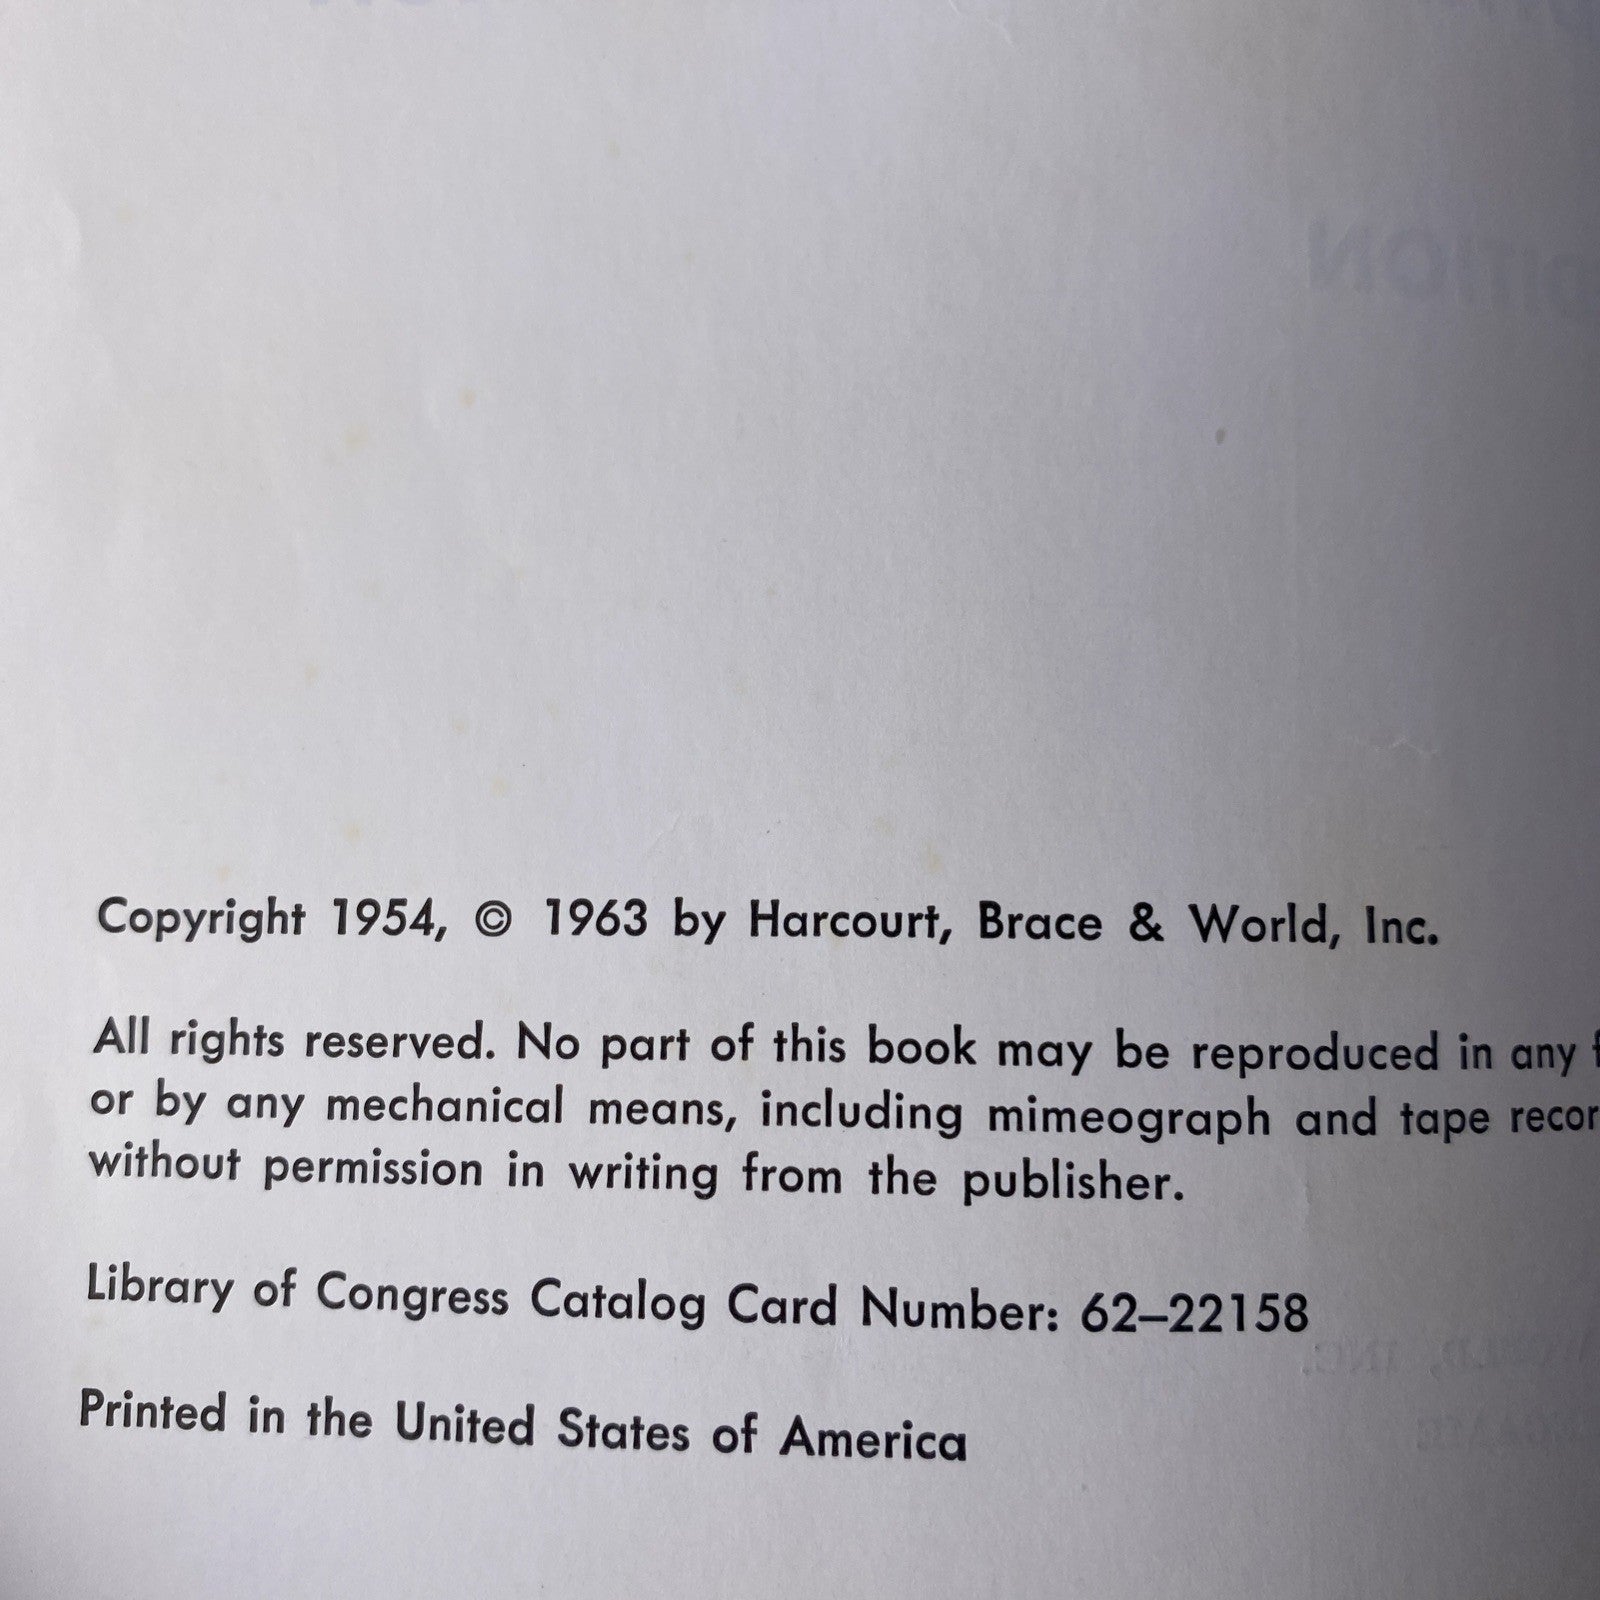 Copyright 1954, © 1963 by Harcourt, Brace & World, Inc.
All rights reserved. No part of this book may be reproduced in any
or by any mechanical means, including mimeograph and tape recor
without permission in writing from the publisher.
Library of Congress Catalog Card Number: 62–22158
Printed in the United States of America